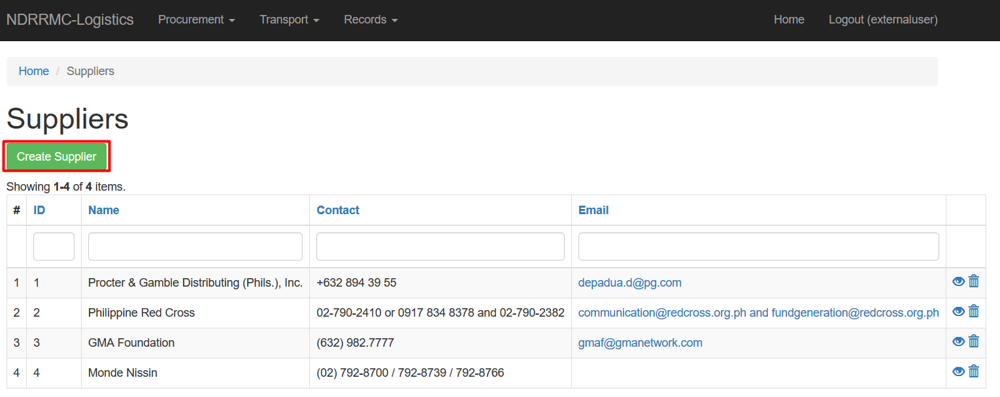 NDRRMC-Logistics Procurement Transport Records Home Logout (externaluser)
Home / Suppliers
Suppliers
Create Supplier
Showing 1-4 of 4 items.
# ID Name Contact Email
1 1 Procter & Gamble Distributing (Phils.), Inc. +632 894 39 55 depadua.d@pg.com
2 2 Philippine Red Cross 02-790-2410 or 0917 834 8378 and 02-790-2382 communication@redcross.org.ph and fundgeneration@redcross.org.ph
3 3 GMA Foundation (632) 982.7777 gmaf@gmanetwork.com
4 4 Monde Nissin (02) 792-8700 / 792-8739 / 792-8766